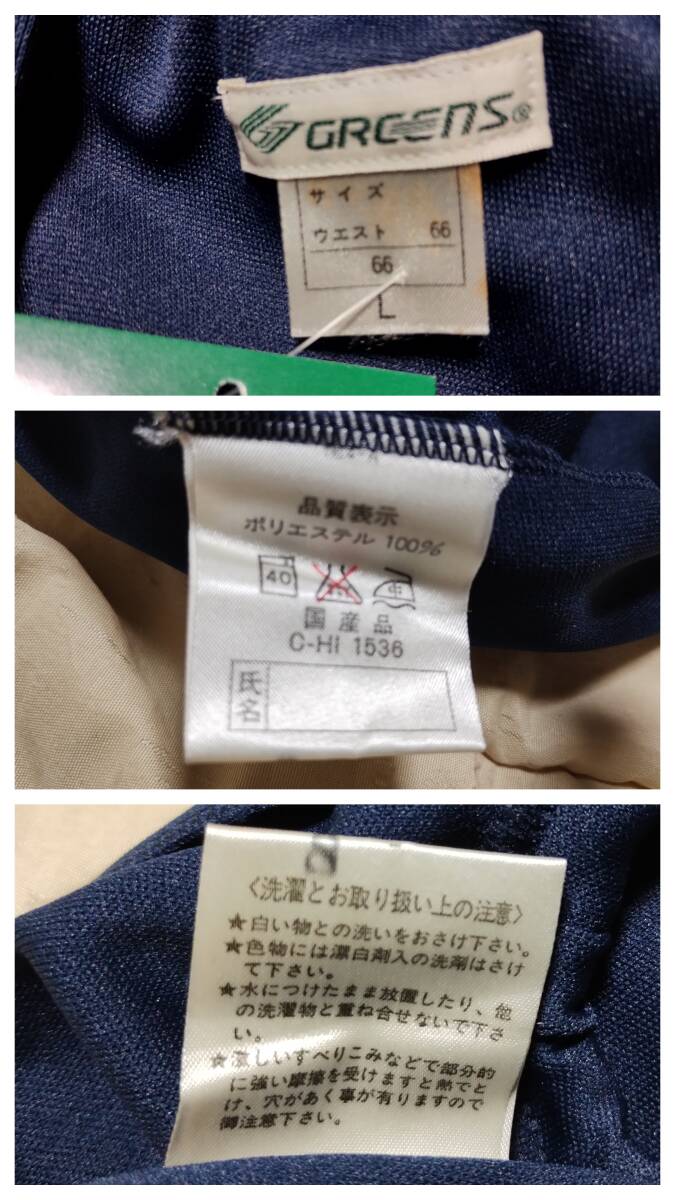 GREENS®
サイズ
ウエスト 66
66
L
品質表示
ポリエステル 100%
40
中
国産品
C-HI 1536
氏名
〈洗濯とお取り扱い上の注意〉
★白い物との洗いをおさけ下さい。
★色物には漂白剤入の洗剤はさけ
て下さい。
★水につけたまま放置したり、他
の洗濯物と重ね合せないで下さ
い。
★激しいすべりこみなどで部分的
に強い摩擦を受けますと熱でと
け、穴があく事が有りますので
御注意下さい。